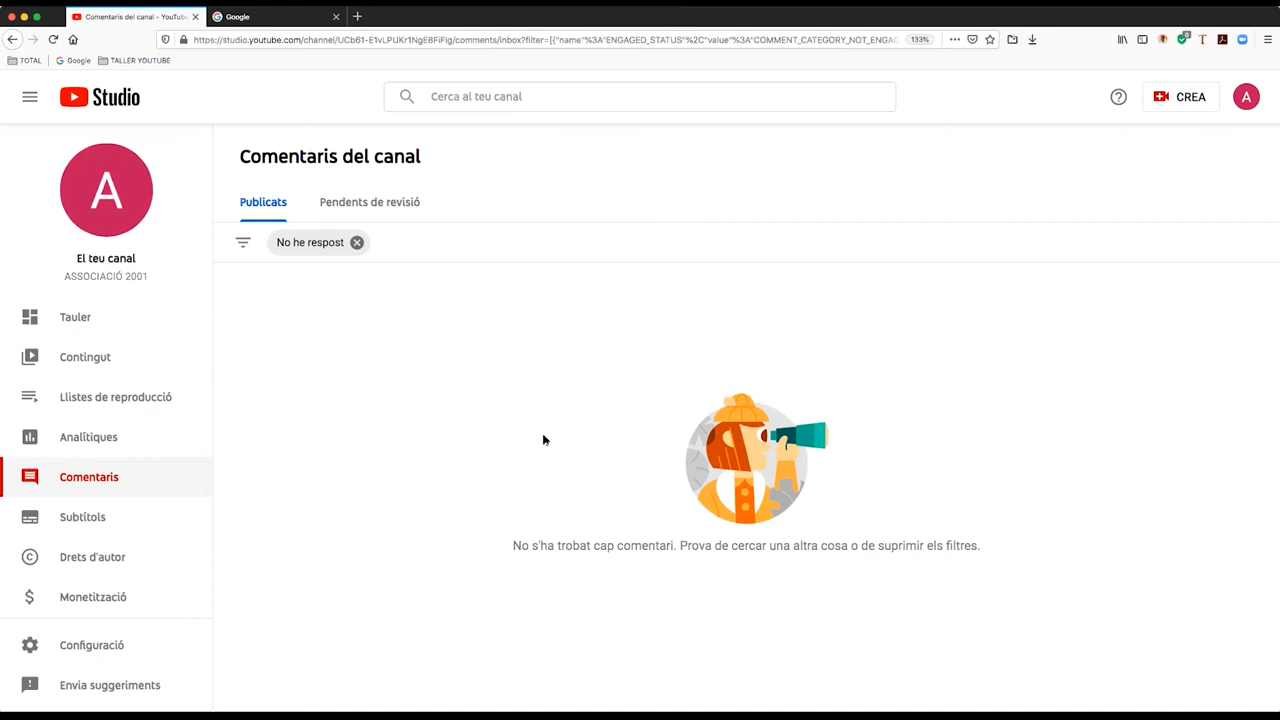 Comentaris del canal - YouTub
Google
https://studio.youtube.com/channel/UCb61-E1vLPUKr1NgE8FiFlg/comments/inbox?filter=[{"name"%3A"ENGAGED_STATUS"%2C"value"%3A"COMMENT_CATEGORY_NOT_ENGAG
133%
TOTAL
Google
TALLER YOUTUBE
Studio
Cerca al teu canal
CREA
A
A
El teu canal
ASSOCIACIÓ 2001
Tauler
Contingut
Llistes de reproducció
Analítiques
Comentaris
Subtítols
Drets d'autor
Monetització
Configuració
Envia suggeriments
Comentaris del canal
Publicats
Pendents de revisió
No he respost
No s'ha trobat cap comentari. Prova de cercar una altra cosa o de suprimir els filtres.